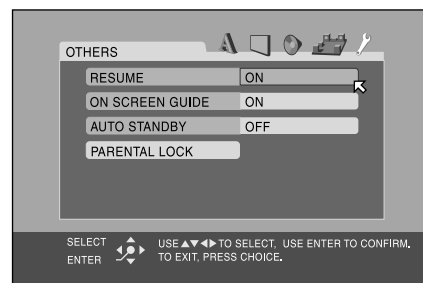 OTHERS
RESUME ON
ON SCREEN GUIDE ON
AUTO STANDBY OFF
PARENTAL LOCK
SELECT
ENTER
USE ▲▼◀▶ TO SELECT, USE ENTER TO CONFIRM.
TO EXIT, PRESS CHOICE.